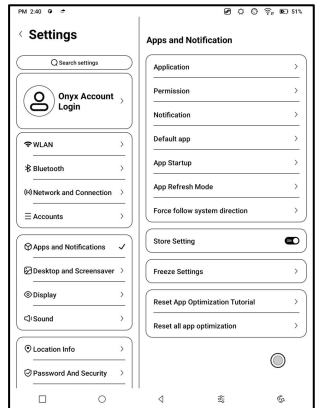 PM 2:40
51%
Settings
Search settings
Onyx Account
Login
WLAN
Bluetooth
Network and Connection
Accounts
Apps and Notifications
Desktop and Screensaver
Display
Sound
Location Info
Password And Security
Apps and Notification
Application
Permission
Notification
Default app
App Startup
App Refresh Mode
Force follow system direction
Store Setting
ON
Freeze Settings
Reset App Optimization Tutorial
Reset all app optimization